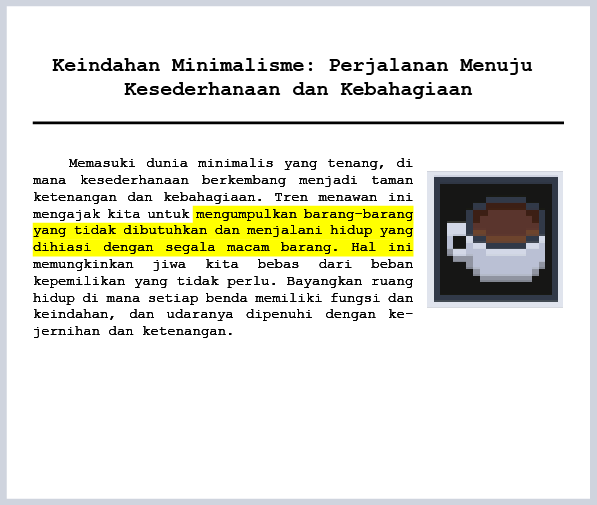 Keindahan Minimalisme: Perjalanan Menuju
Kesederhanaan dan Kebahagiaan
Memasuki dunia minimalis yang tenang, di
mana kesederhanaan berkembang menjadi taman
ketenangan dan kebahagiaan. Tren menawan ini
mengajak kita untuk mengumpulkan barang-barang
yang tidak dibutuhkan dan menjalani hidup yang
dihiasi dengan segala macam barang. Hal ini
memungkinkan jiwa kita bebas dari beban
kepemilikan yang tidak perlu. Bayangkan ruang
hidup di mana setiap benda memiliki fungsi dan
keindahan, dan udaranya dipenuhi dengan ke-
jernihan dan ketenangan.